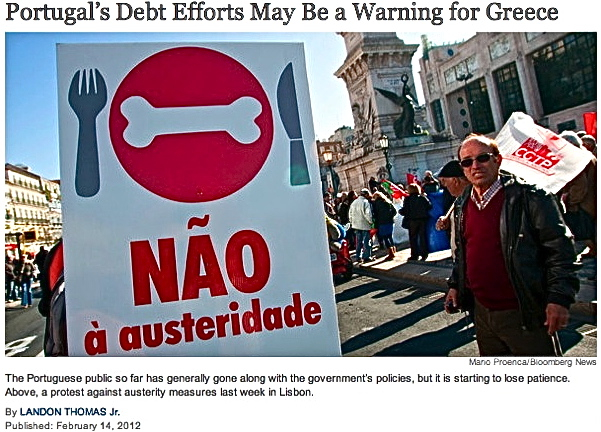 Portugal's Debt Efforts May Be a Warning for Greece
NÃO
à austeridade
CGTP
Mario Proenca/Bloomberg News
The Portuguese public so far has generally gone along with the government's policies, but it is starting to lose patience.
Above, a protest against austerity measures last week in Lisbon.
By LANDON THOMAS Jr.
Published: February 14, 2012